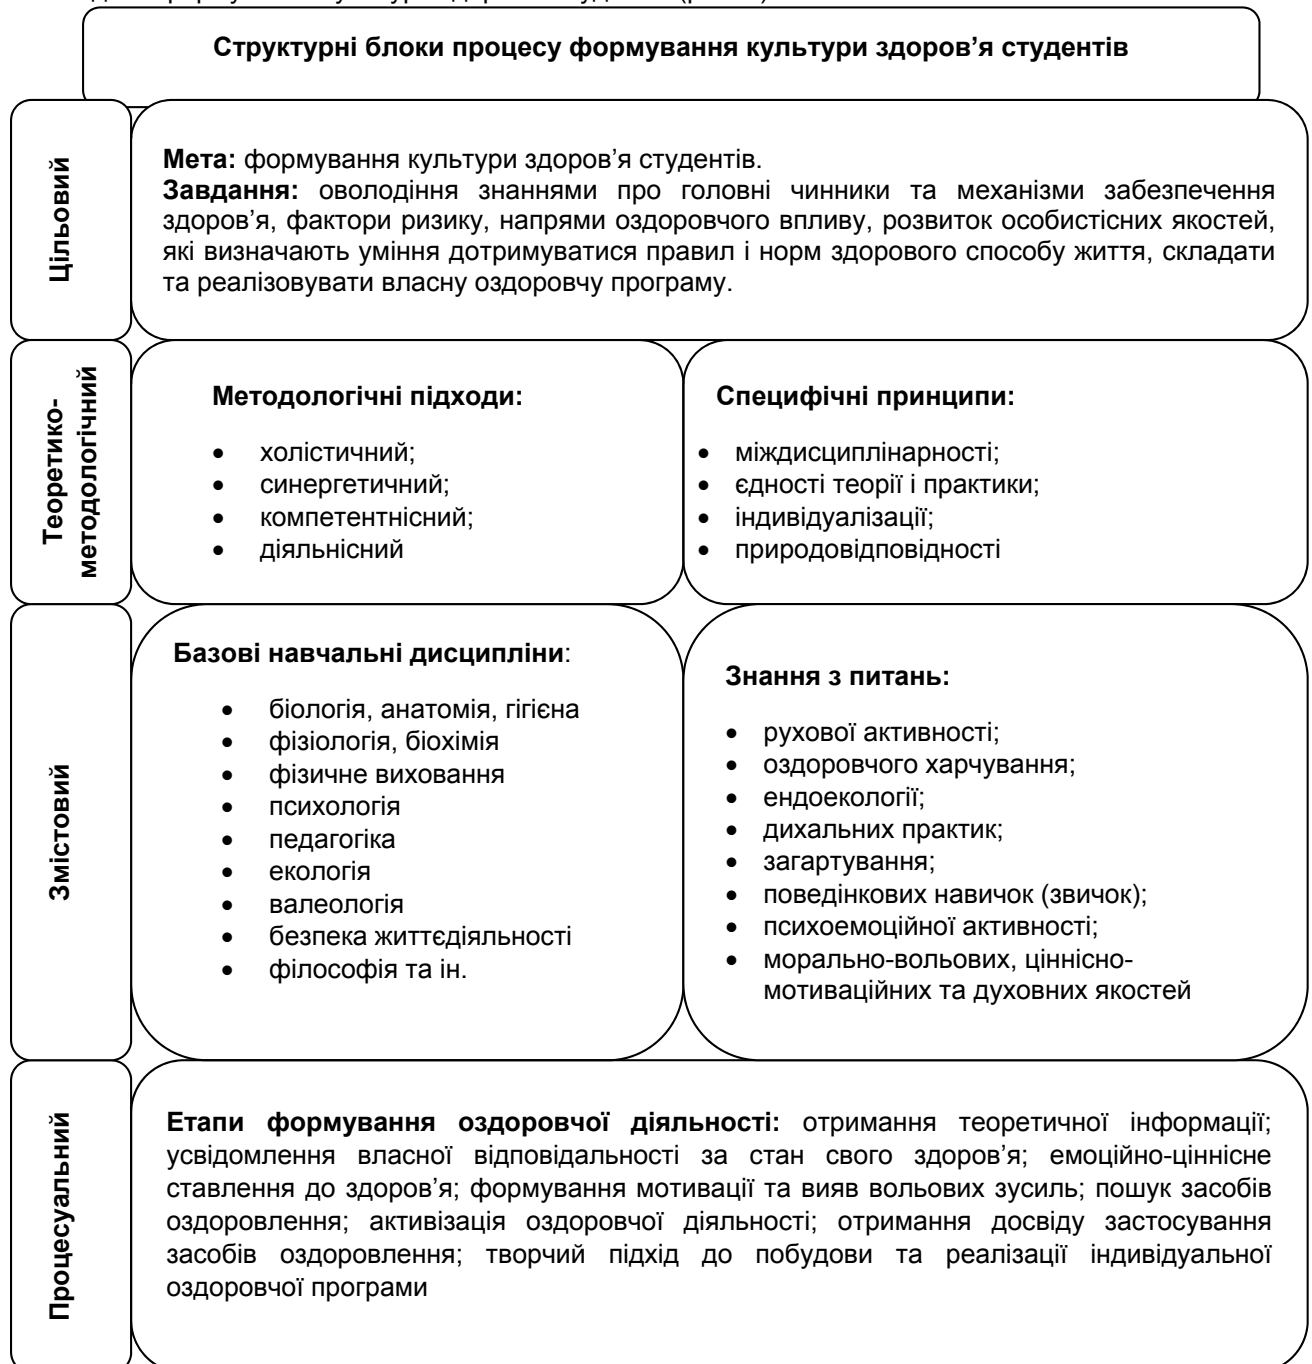 Структурні блоки процесу формування культури здоров’я студентів
Цільовий
Мета: формування культури здоров’я студентів.
Завдання: оволодіння знаннями про головні чинники та механізми забезпечення
здоров’я, фактори ризику, напрями оздоровчого впливу, розвиток особистісних якостей,
які визначають уміння дотримуватися правил і норм здорового способу життя, складати
та реалізовувати власну оздоровчу програму.
Теоретико-
методологічний
Методологічні підходи:
• холістичний;
• синергетичний;
• компетентнісний;
• діяльнісний
Специфічні принципи:
• міждисциплінарності;
• єдності теорії і практики;
• індивідуалізації;
• природовідповідності
Змістовий
Базові навчальні дисципліни:
• біологія, анатомія, гігієна
• фізіологія, біохімія
• фізичне виховання
• психологія
• педагогіка
• екологія
• валеологія
• безпека життєдіяльності
• філософія та ін.
Знання з питань:
• рухової активності;
• оздоровчого харчування;
• ендоекології;
• дихальних практик;
• загартування;
• поведінкових навичок (звичок);
• психоемоційної активності;
• морально-вольових, ціннісно-
мотиваційних та духовних якостей
Процесуальний
Етапи формування оздоровчої діяльності: отримання теоретичної інформації;
усвідомлення власної відповідальності за стан свого здоров’я; емоційно-ціннісне
ставлення до здоров’я; формування мотивації та вияв вольових зусиль; пошук засобів
оздоровлення; активізація оздоровчої діяльності; отримання досвіду застосування
засобів оздоровлення; творчий підхід до побудови та реалізації індивідуальної
оздоровчої програми